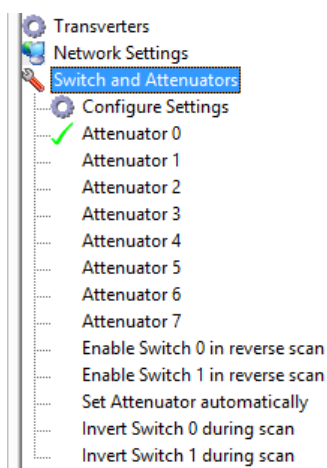 Transverters
Network Settings
Switch and Attenuators
Configure Settings
Attenuator 0
Attenuator 1
Attenuator 2
Attenuator 3
Attenuator 4
Attenuator 5
Attenuator 6
Attenuator 7
Enable Switch 0 in reverse scan
Enable Switch 1 in reverse scan
Set Attenuator automatically
Invert Switch 0 during scan
Invert Switch 1 during scan